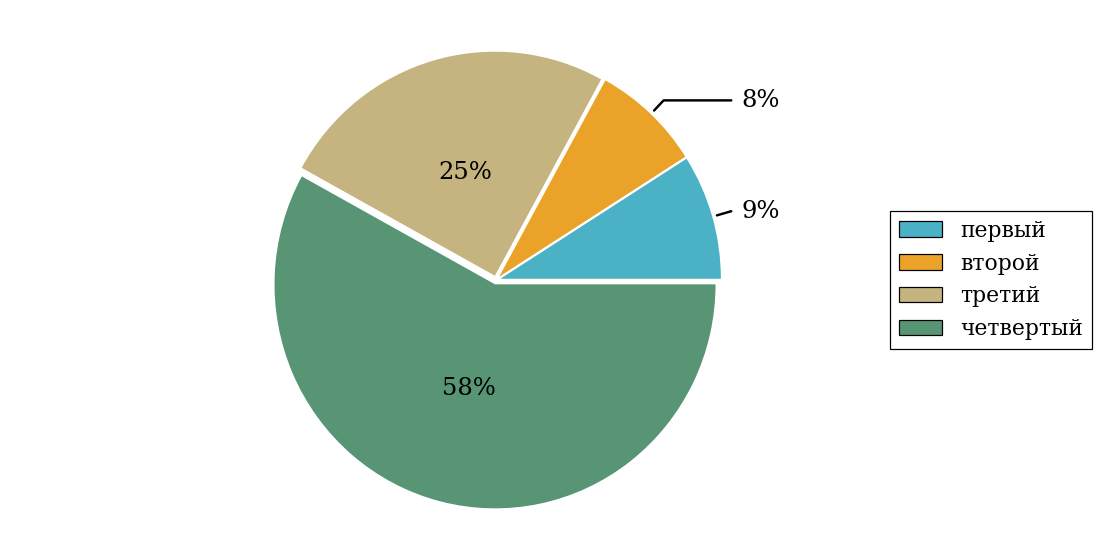 8%
25%
9%
58%
первый
второй
третий
четвертый